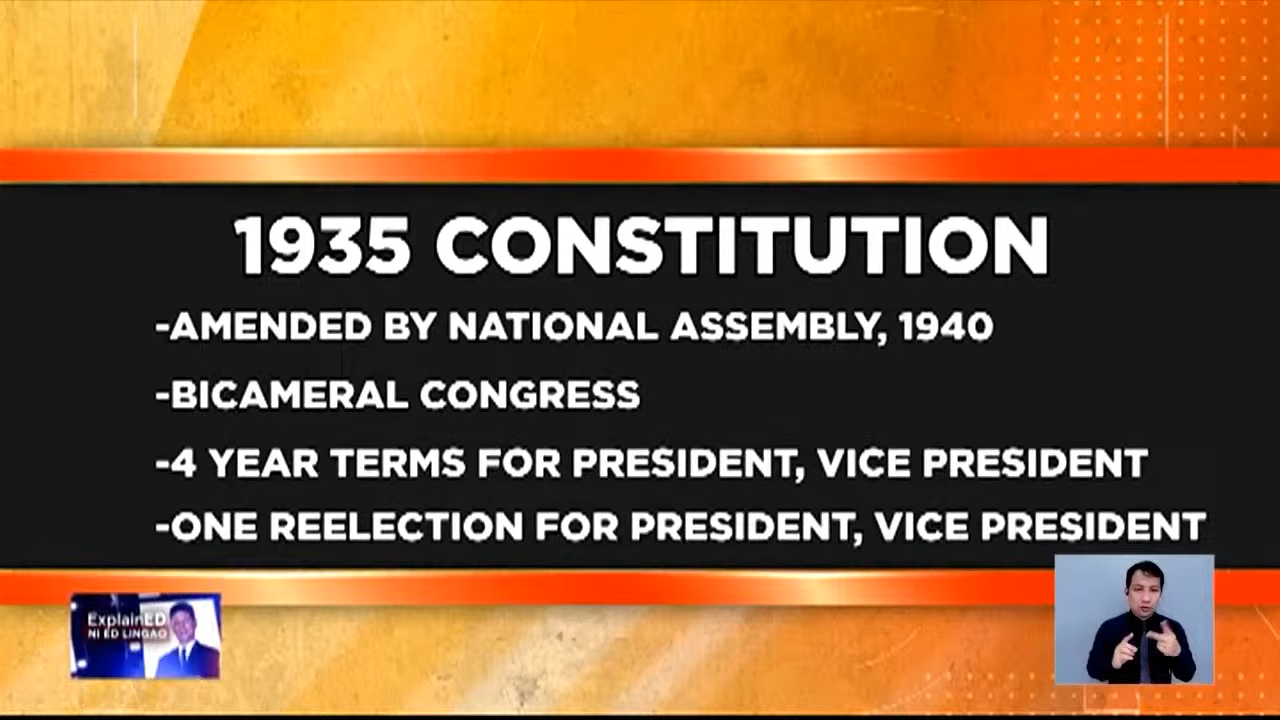 1935 CONSTITUTION
-AMENDED BY NATIONAL ASSEMBLY, 1940
-BICAMERAL CONGRESS
-4 YEAR TERMS FOR PRESIDENT, VICE PRESIDENT
-ONE REELECTION FOR PRESIDENT, VICE PRESIDENT
ExplainED
NI ED LINGAO